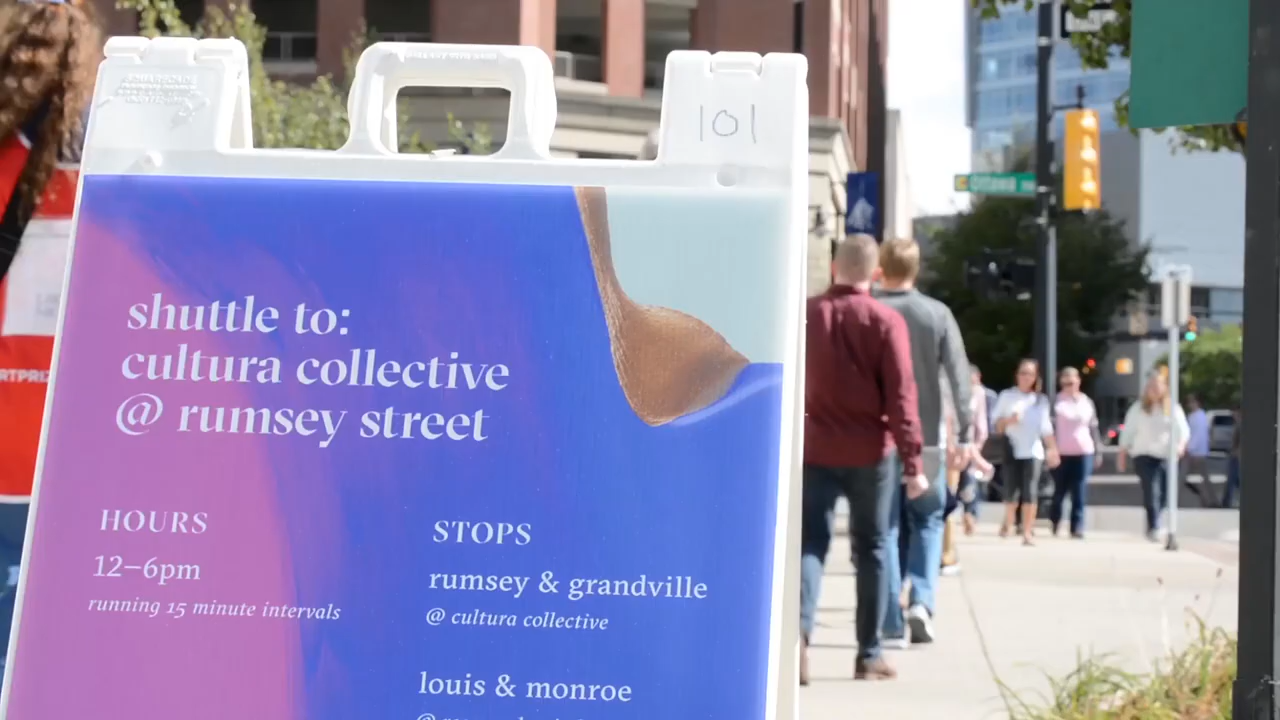 101
shuttle to:
cultura collective
@ rumsey street
HOURS
12–6pm
running 15 minute intervals
STOPS
rumsey & grandville
@ cultura collective
louis & monroe
Ottawa